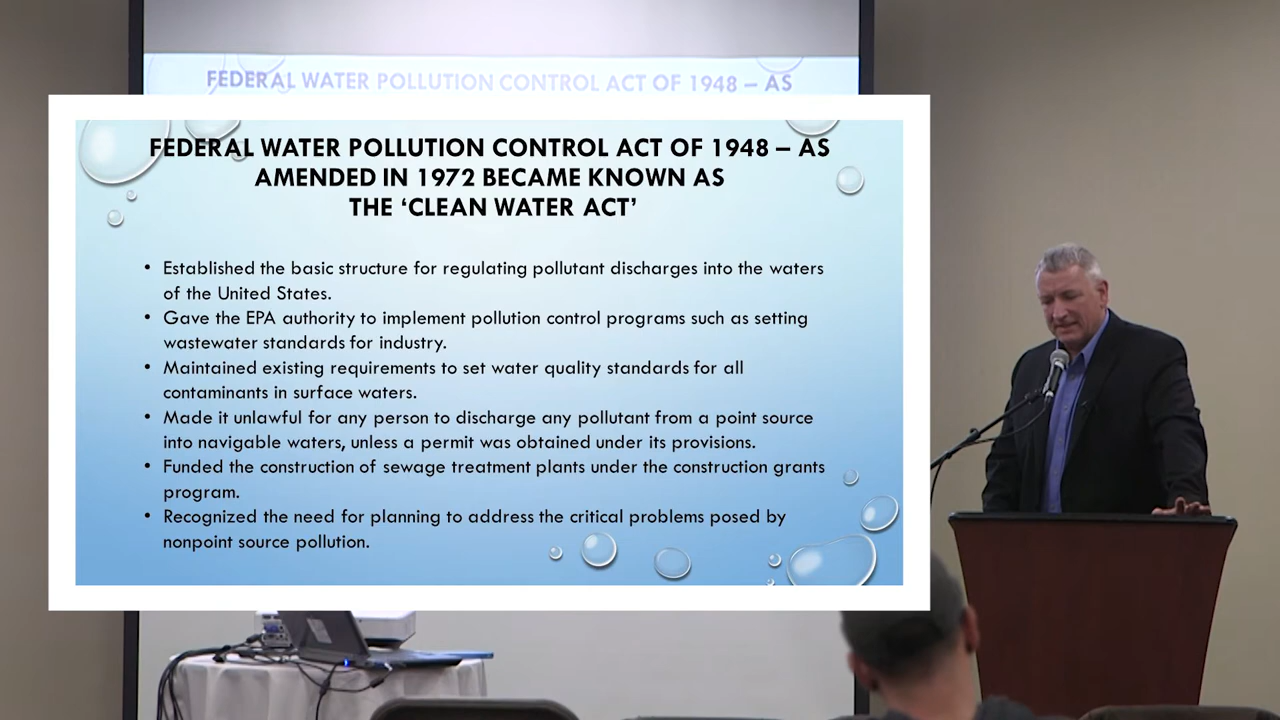 FEDERAL WATER POLLUTION CONTROL ACT OF 1948 – AS
FEDERAL WATER POLLUTION CONTROL ACT OF 1948 – AS
AMENDED IN 1972 BECAME KNOWN AS
THE ‘CLEAN WATER ACT’
• Established the basic structure for regulating pollutant discharges into the waters
of the United States.
• Gave the EPA authority to implement pollution control programs such as setting
wastewater standards for industry.
• Maintained existing requirements to set water quality standards for all
contaminants in surface waters.
• Made it unlawful for any person to discharge any pollutant from a point source
into navigable waters, unless a permit was obtained under its provisions.
• Funded the construction of sewage treatment plants under the construction grants
program.
• Recognized the need for planning to address the critical problems posed by
nonpoint source pollution.